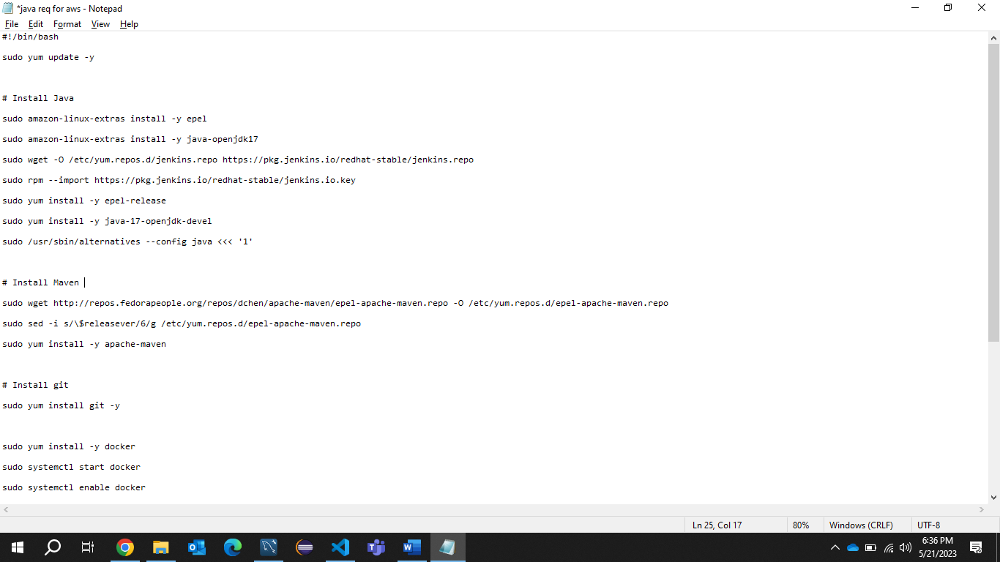 *java req for aws - Notepad
File Edit Format View Help
#!/bin/bash
sudo yum update -y
# Install Java
sudo amazon-linux-extras install -y epel
sudo amazon-linux-extras install -y java-openjdk17
sudo wget -O /etc/yum.repos.d/jenkins.repo https://pkg.jenkins.io/redhat-stable/jenkins.repo
sudo rpm --import https://pkg.jenkins.io/redhat-stable/jenkins.io.key
sudo yum install -y epel-release
sudo yum install -y java-17-openjdk-devel
sudo /usr/sbin/alternatives --config java <<< '1'
# Install Maven
sudo wget http://repos.fedorapeople.org/repos/dchen/apache-maven/epel-apache-maven.repo -O /etc/yum.repos.d/epel-apache-maven.repo
sudo sed -i s/\$releasever/6/g /etc/yum.repos.d/epel-apache-maven.repo
sudo yum install -y apache-maven
# Install git
sudo yum install git -y
sudo yum install -y docker
sudo systemctl start docker
sudo systemctl enable docker
Ln 25, Col 17 80% Windows (CRLF) UTF-8
6:36 PM
5/21/2023